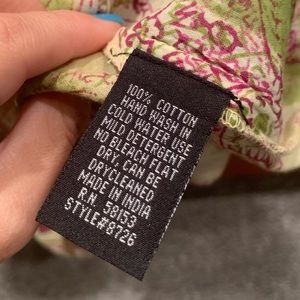 100% COTTON
HAND WASH IN
COLD WATER USE
MILD DETERGENT
NO BLEACH FLAT
DRY, CAN BE
DRYCLEANED
MADE IN INDIA
R.N. 58153
STYLE#8726